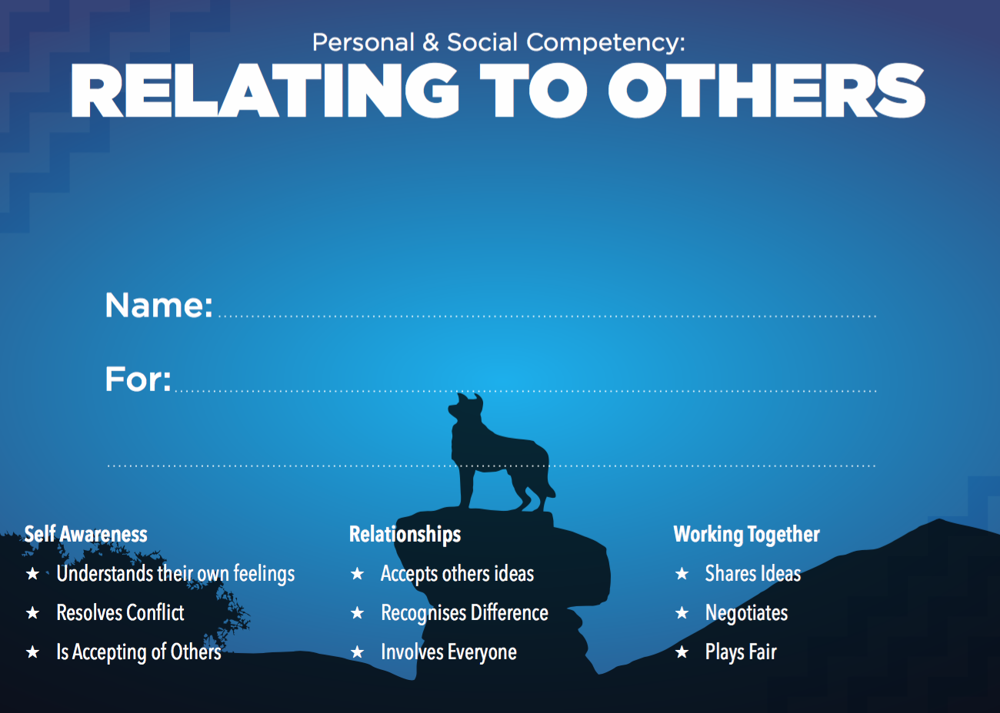 Personal & Social Competency:
RELATING TO OTHERS
Name:
For:
Self Awareness
★ Understands their own feelings
★ Resolves Conflict
★ Is Accepting of Others
Relationships
★ Accepts others ideas
★ Recognises Difference
★ Involves Everyone
Working Together
★ Shares Ideas
★ Negotiates
★ Plays Fair